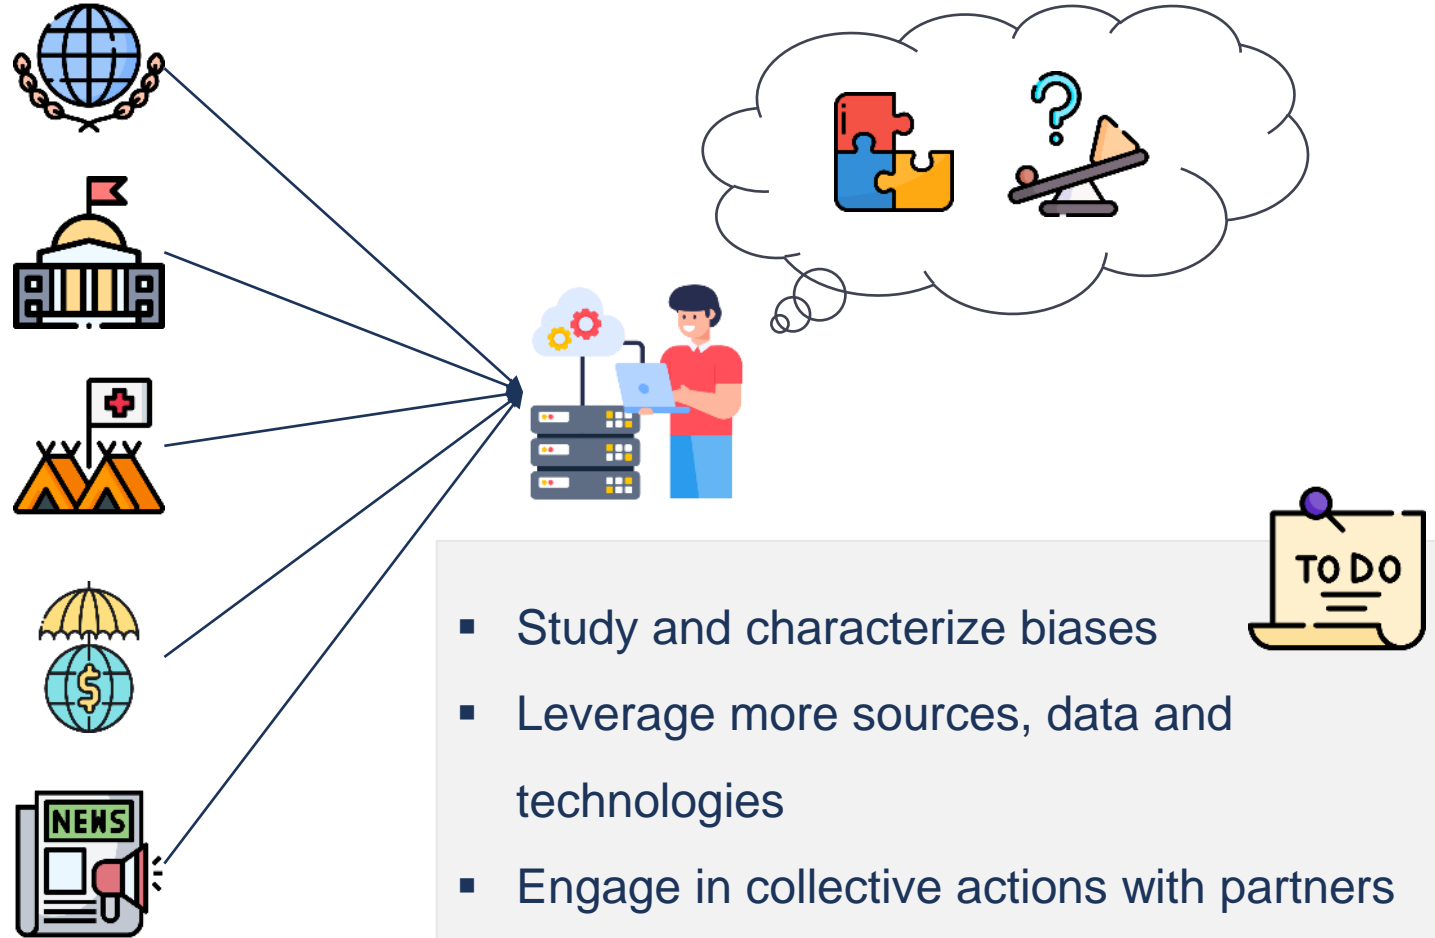 TO DO
Study and characterize biases
Leverage more sources, data and
technologies
NEWS
Engage in collective actions with partners